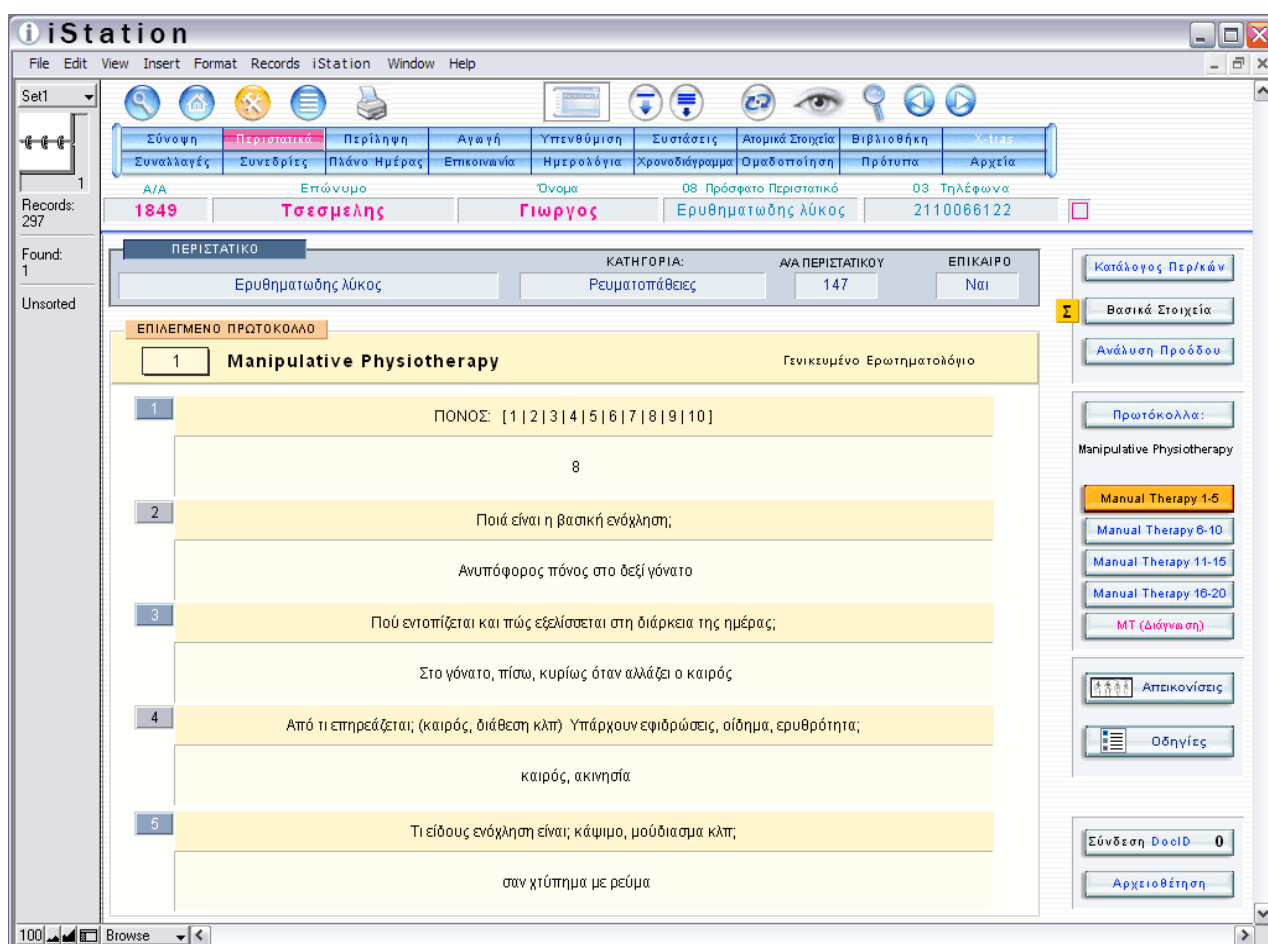 iStation
File Edit View Insert Format Records iStation Window Help
Set1
1
Records:
297
Found:
1
Unsorted
Σύνοψη Περιστατικά Περίληψη Αγωγή Υπενθύμιση Συστάσεις Ατομικά Στοιχεία Βιβλιοθήκη X-tras
Συναλλαγές Συνεδρίες Πλάνο Ημέρας Επικοινωνία Ημερολόγια Χρονοδιάγραμμα Ομαδοποίηση Πρότυπα Αρχεία
Α/Α Επώνυμο Όνομα 08 Πρόσφατο Περιστατικό 03 Τηλέφωνα
1849 Τσεσμελης Γιωργος Ερυθηματωδης λύκος 2110066122
ΠΕΡΙΣΤΑΤΙΚΟ ΚΑΤΗΓΟΡΙΑ: Α/Α ΠΕΡΙΣΤΑΤΙΚΟΥ ΕΠΙΚΑΙΡΟ
Ερυθηματωδης λύκος Ρευματοπάθειες 147 Ναι
ΕΠΙΛΕΓΜΕΝΟ ΠΡΩΤΟΚΟΛΛΟ
1 Manipulative Physiotherapy Γενικευμένο Ερωτηματολόγιο
1 ΠΟΝΟΣ: [ 1 | 2 | 3 | 4 | 5 | 6 | 7 | 8 | 9 | 10 ]
8
2 Ποιά είναι η βασική ενόχληση;
Ανυπόφορος πόνος στο δεξί γόνατο
3 Πού εντοπίζεται και πώς εξελίσσεται στη διάρκεια της ημέρας;
Στο γόνατο, πίσω, κυρίως όταν αλλάζει ο καιρός
4 Από τι επηρεάζεται; (καιρός, διάθεση κλπ) Υπάρχουν εφιδρώσεις, οίδημα, ερυθρότητα;
καιρός, ακινησία
5 Τι είδους ενόχληση είναι; κάψιμο, μούδιασμα κλπ;
σαν χτύπημα με ρεύμα
Κατάλογος Περ/κών
Σ Βασικά Στοιχεία
Ανάλυση Προόδου
Πρωτόκολλα:
Manipulative Physiotherapy
Manual Therapy 1-5
Manual Therapy 6-10
Manual Therapy 11-15
Manual Therapy 16-20
MT (Διάγνωση)
Απεικονίσεις
Οδηγίες
Σύνδεση DocID 0
Αρχειοθέτηση
100 Browse